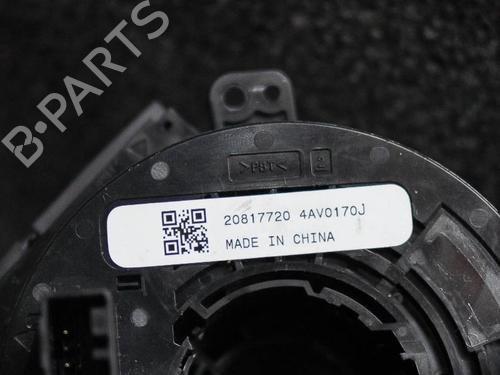 B-PARTS
>PBT< 2
20817720 4AV0170J
MADE IN CHINA